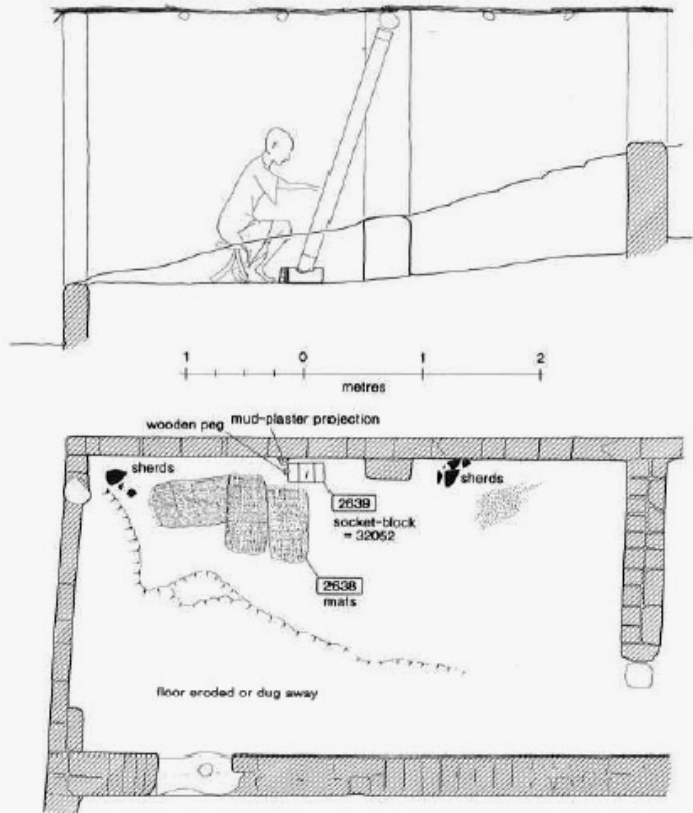 1 0 1 2
metres
wooden peg mud-plaster projection
sherds
sherds
2639
socket-block
= 32052
2638
mats
floor eroded or dug away